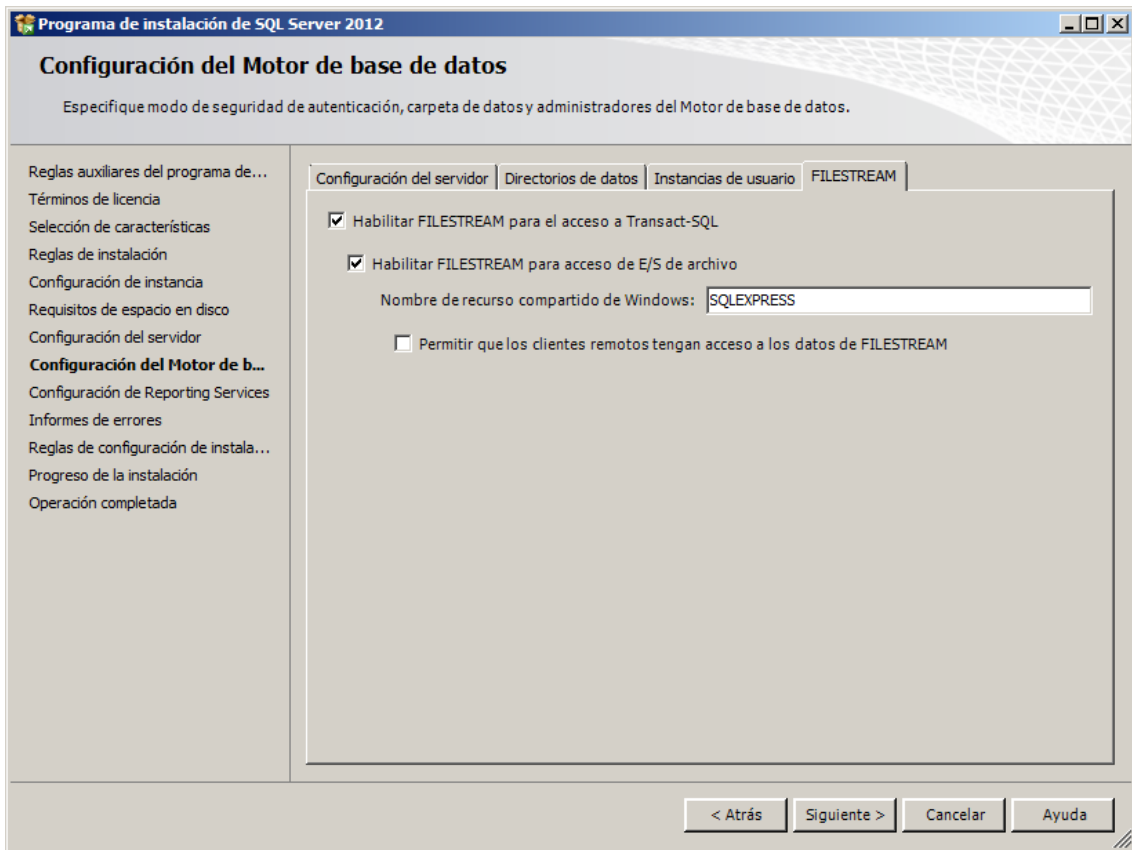 Programa de instalación de SQL Server 2012
Configuración del Motor de base de datos
Especifique modo de seguridad de autenticación, carpeta de datos y administradores del Motor de base de datos.
Reglas auxiliares del programa de...
Términos de licencia
Selección de características
Reglas de instalación
Configuración de instancia
Requisitos de espacio en disco
Configuración del servidor
Configuración del Motor de b...
Configuración de Reporting Services
Informes de errores
Reglas de configuración de instala...
Progreso de la instalación
Operación completada
Configuración del servidor Directorios de datos Instancias de usuario FILESTREAM
Habilitar FILESTREAM para el acceso a Transact-SQL
Habilitar FILESTREAM para acceso de E/S de archivo
Nombre de recurso compartido de Windows: SQLEXPRESS
Permitir que los clientes remotos tengan acceso a los datos de FILESTREAM
< Atrás Siguiente > Cancelar Ayuda